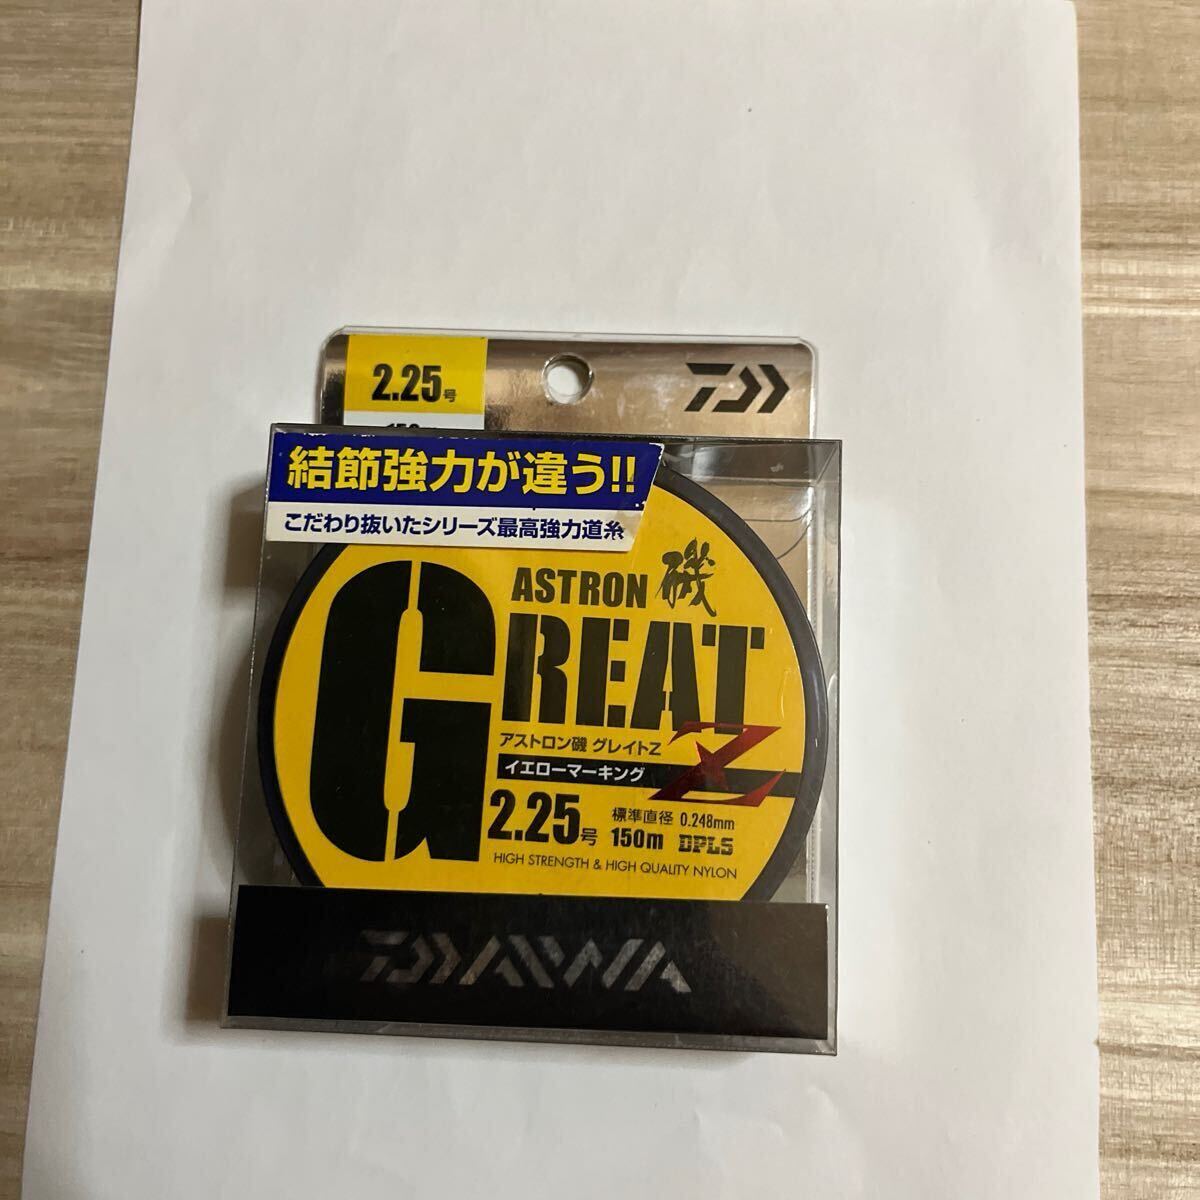 2.25号
結節強力が違う!!
こだわり抜いたシリーズ最高強力道糸
ASTRON 磯
GREAT Z
アストロン磯 グレイトZ
イエローマーキング
2.25号 標準直径 0.248mm
150m DPLS
HIGH STRENGTH & HIGH QUALITY NYLON
DAIWA